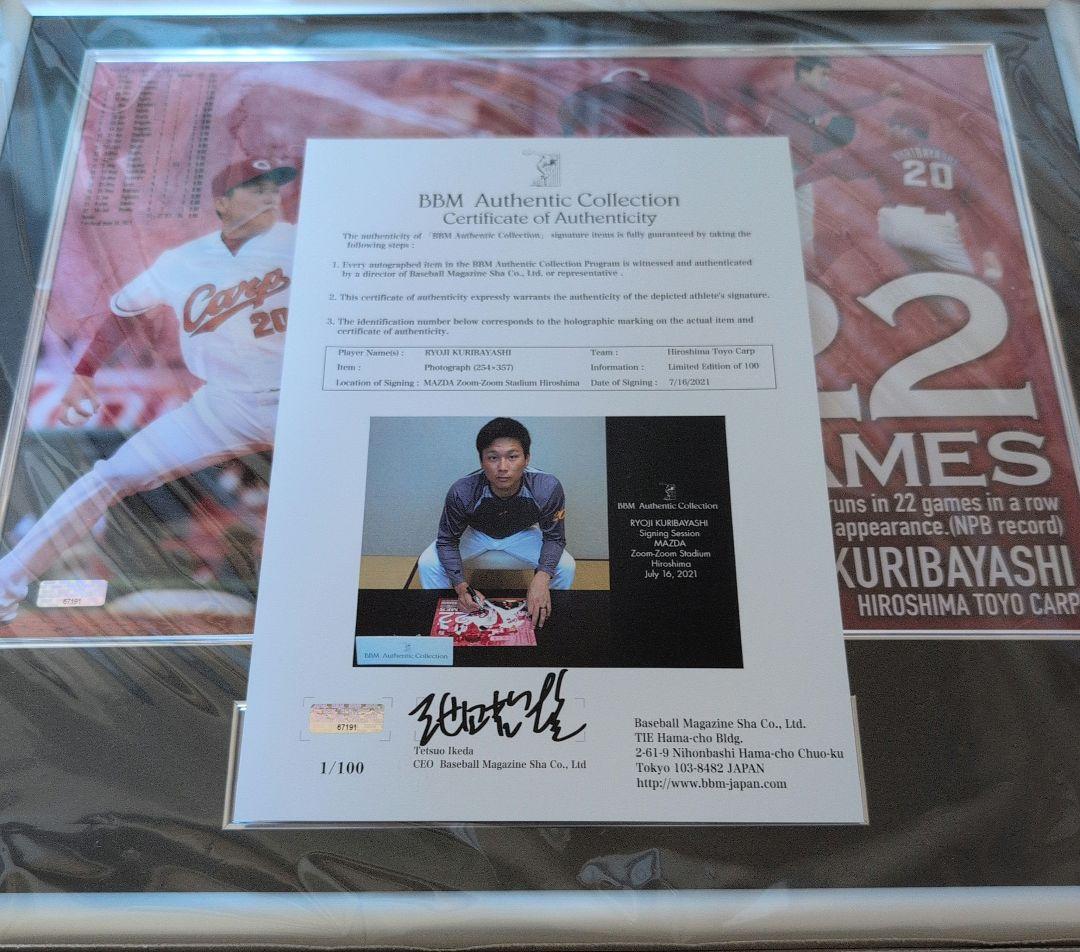 BBM Authentic Collection
Certificate of Authenticity
The authenticity of 「BBM Authentic Collection」 signature items is fully guaranteed by taking the
following steps :
1. Every autographed item in the BBM Authentic Collection Program is witnessed and authenticated
by a director of Baseball Magazine Sha Co., Ltd. or representative .
2. This certificate of authenticity expressly warrants the authenticity of the depicted athlete's signature.
3. The identification number below corresponds to the holographic marking on the actual item and
certificate of authenticity.
Player Name(s) : RYOJI KURIBAYASHI Team : Hiroshima Toyo Carp
Item : Photograph (254×357) Information : Limited Edition of 100
Location of Signing : MAZDA Zoom-Zoom Stadium Hiroshima Date of Signing : 7/16/2021
BBM Authentic Collection
RYOJI KURIBAYASHI
Signing Session
MAZDA
Zoom-Zoom Stadium
Hiroshima
July 16, 2021
BBM Authentic Collection
67191
1/100
Tetsuo Ikeda
CEO Baseball Magazine Sha Co., Ltd
Baseball Magazine Sha Co., Ltd.
TIE Hama-cho Bldg.
2-61-9 Nihonbashi Hama-cho Chuo-ku
Tokyo 103-8482 JAPAN
http://www.bbm-japan.com
Carp
20
67191
KURIBAYASHI
20
22
AMES
runs in 22 games in a row
appearance.(NPB record)
KURIBAYASHI
HIROSHIMA TOYO CARP